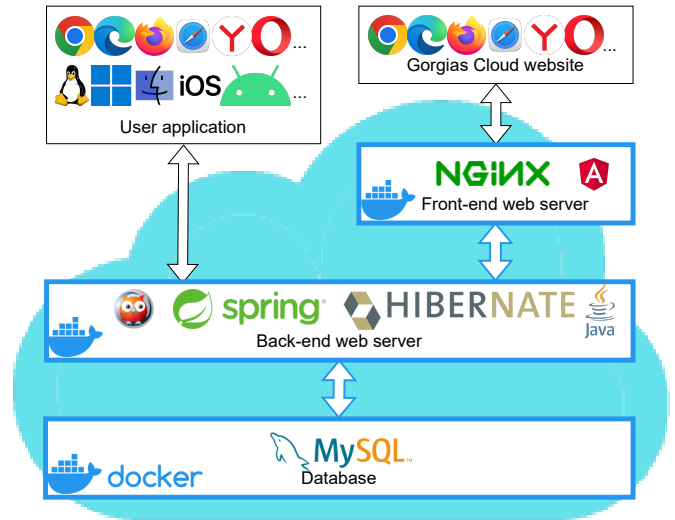 ...
iOS ...
User application
...
Gorgias Cloud website
NGINX
Front-end web server
spring
HIBERNATE
Java
Back-end web server
MySQL™
Database
docker